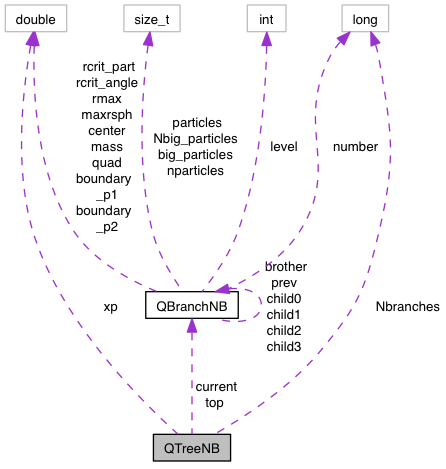 double
size_t
int
long
rcrit_part
rcrit_angle
rmax
maxrsph
center
mass
quad
boundary
_p1
boundary
_p2
particles
Nbig_particles
big_particles
nparticles
level
number
brother
prev
child0
child1
child2
child3
QBranchNB
xp
Nbranches
current
top
QTreeNB